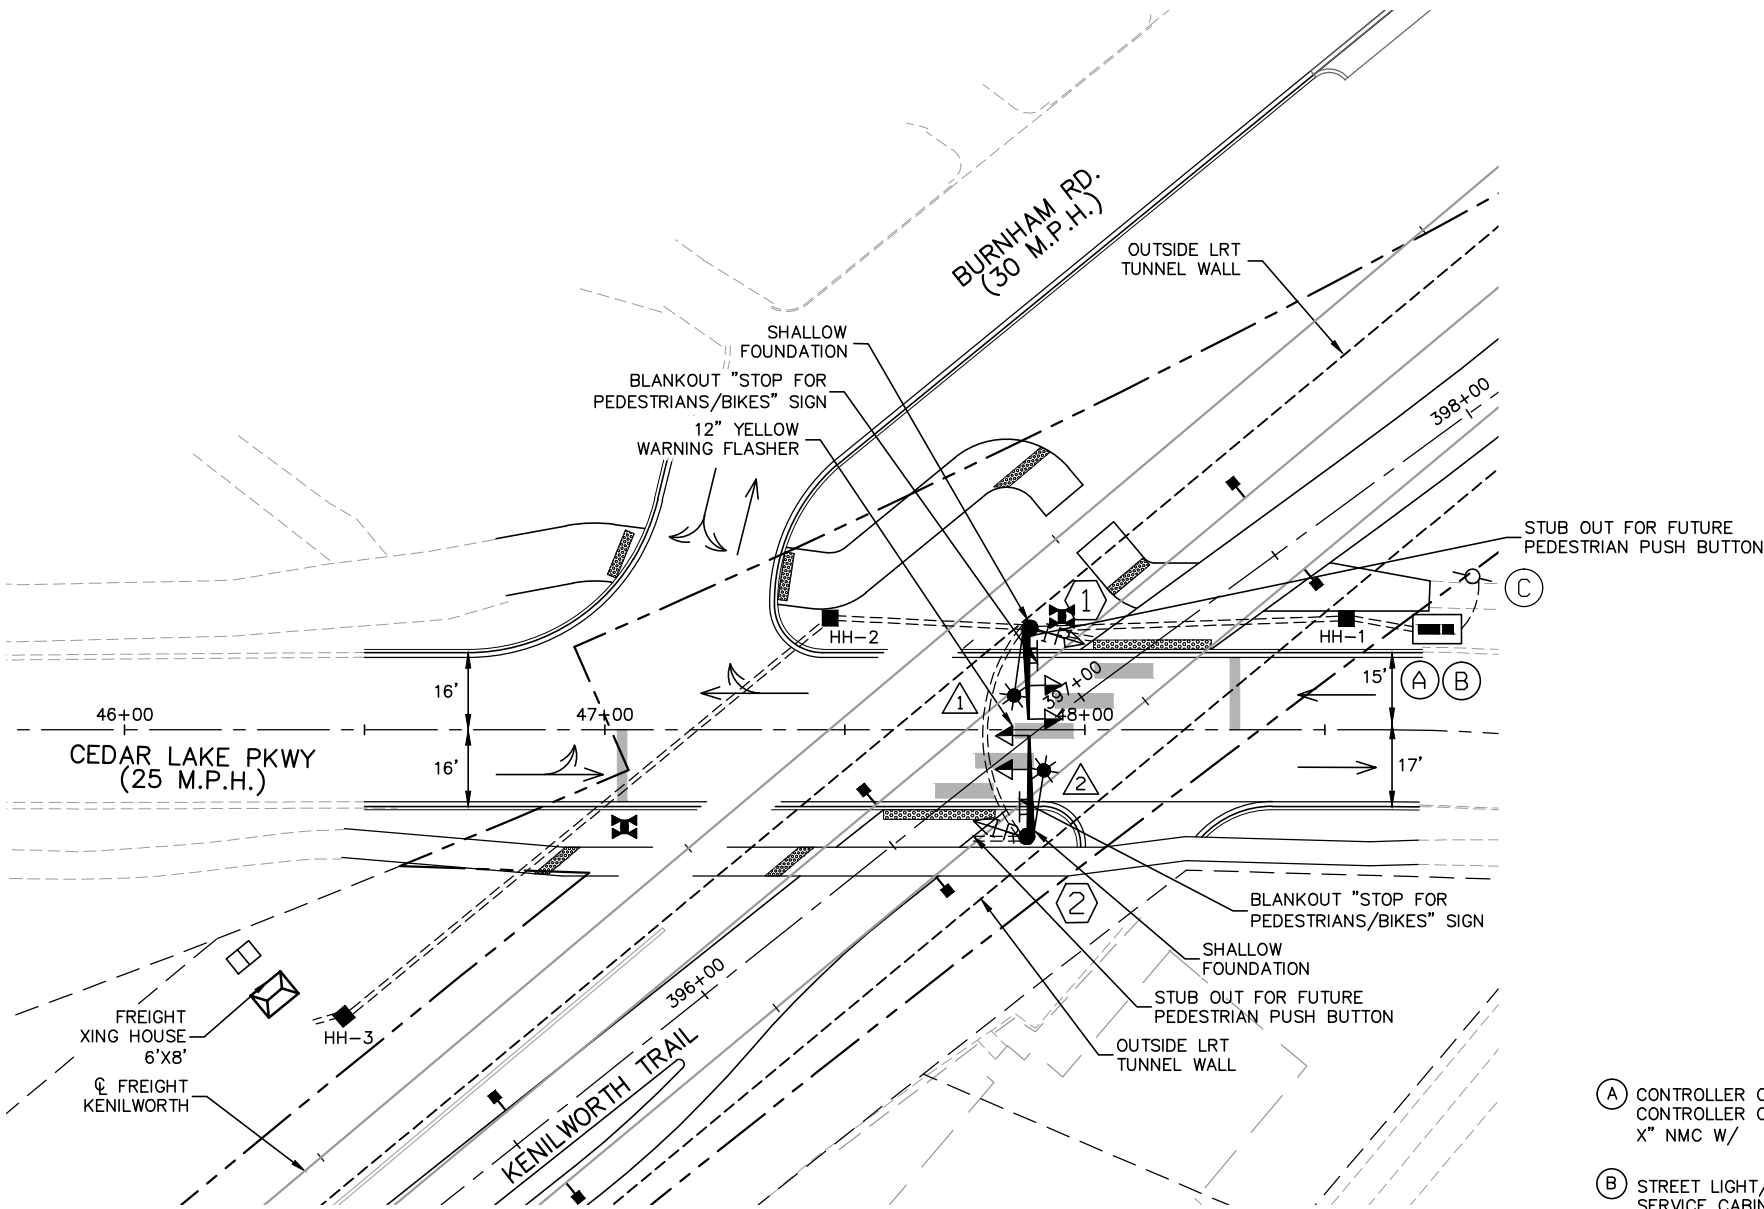 BURNHAM RD.
(30 M.P.H.)
OUTSIDE LRT
TUNNEL WALL
SHALLOW
FOUNDATION
BLANKOUT "STOP FOR
PEDESTRIANS/BIKES" SIGN
12" YELLOW
WARNING FLASHER
398+00
STUB OUT FOR FUTURE
PEDESTRIAN PUSH BUTTON
C
1
HH-2
HH-1
16'
1
397+00
15'
A
B
46+00
47+00
48+00
CEDAR LAKE PKWY
(25 M.P.H.)
16'
2
17'
2
BLANKOUT "STOP FOR
PEDESTRIANS/BIKES" SIGN
SHALLOW
FOUNDATION
396+00
STUB OUT FOR FUTURE
PEDESTRIAN PUSH BUTTON
FREIGHT
XING HOUSE
6'X8'
HH-3
OUTSIDE LRT
TUNNEL WALL
℄ FREIGHT
KENILWORTH
KENILWORTH TRAIL
A CONTROLLER
CONTROLLER
X" NMC W/
B STREET LIGHT/
SERVICE